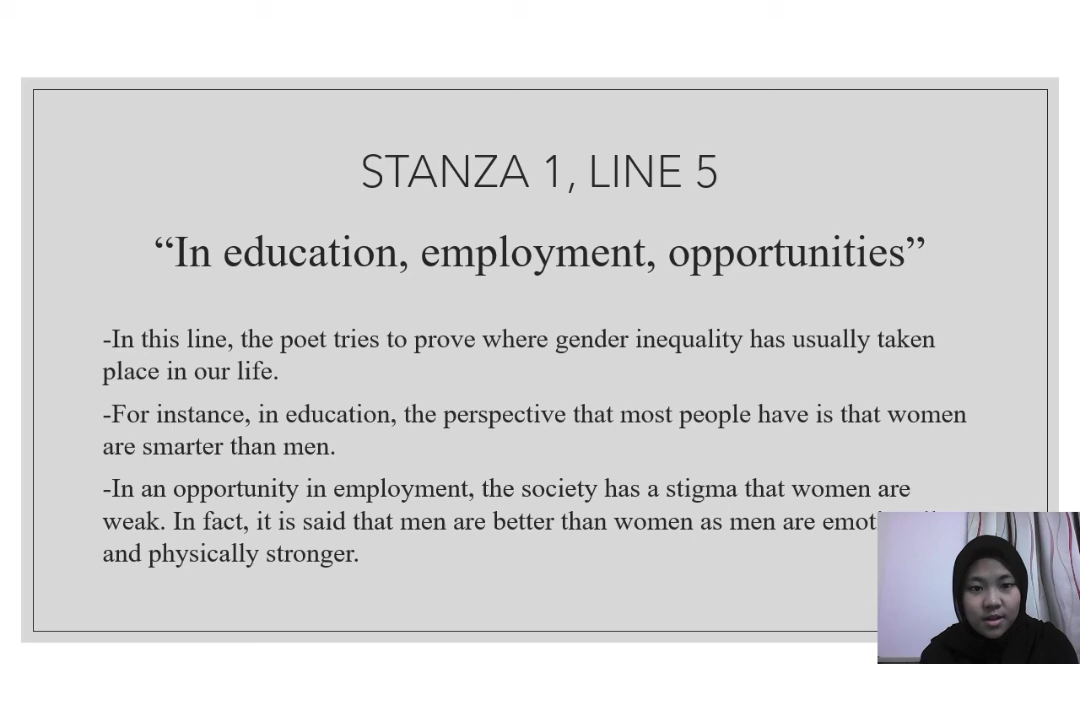 STANZA 1, LINE 5
“In education, employment, opportunities”
-In this line, the poet tries to prove where gender inequality has usually taken
place in our life.
-For instance, in education, the perspective that most people have is that women
are smarter than men.
-In an opportunity in employment, the society has a stigma that women are
weak. In fact, it is said that men are better than women as men are
and physically stronger.